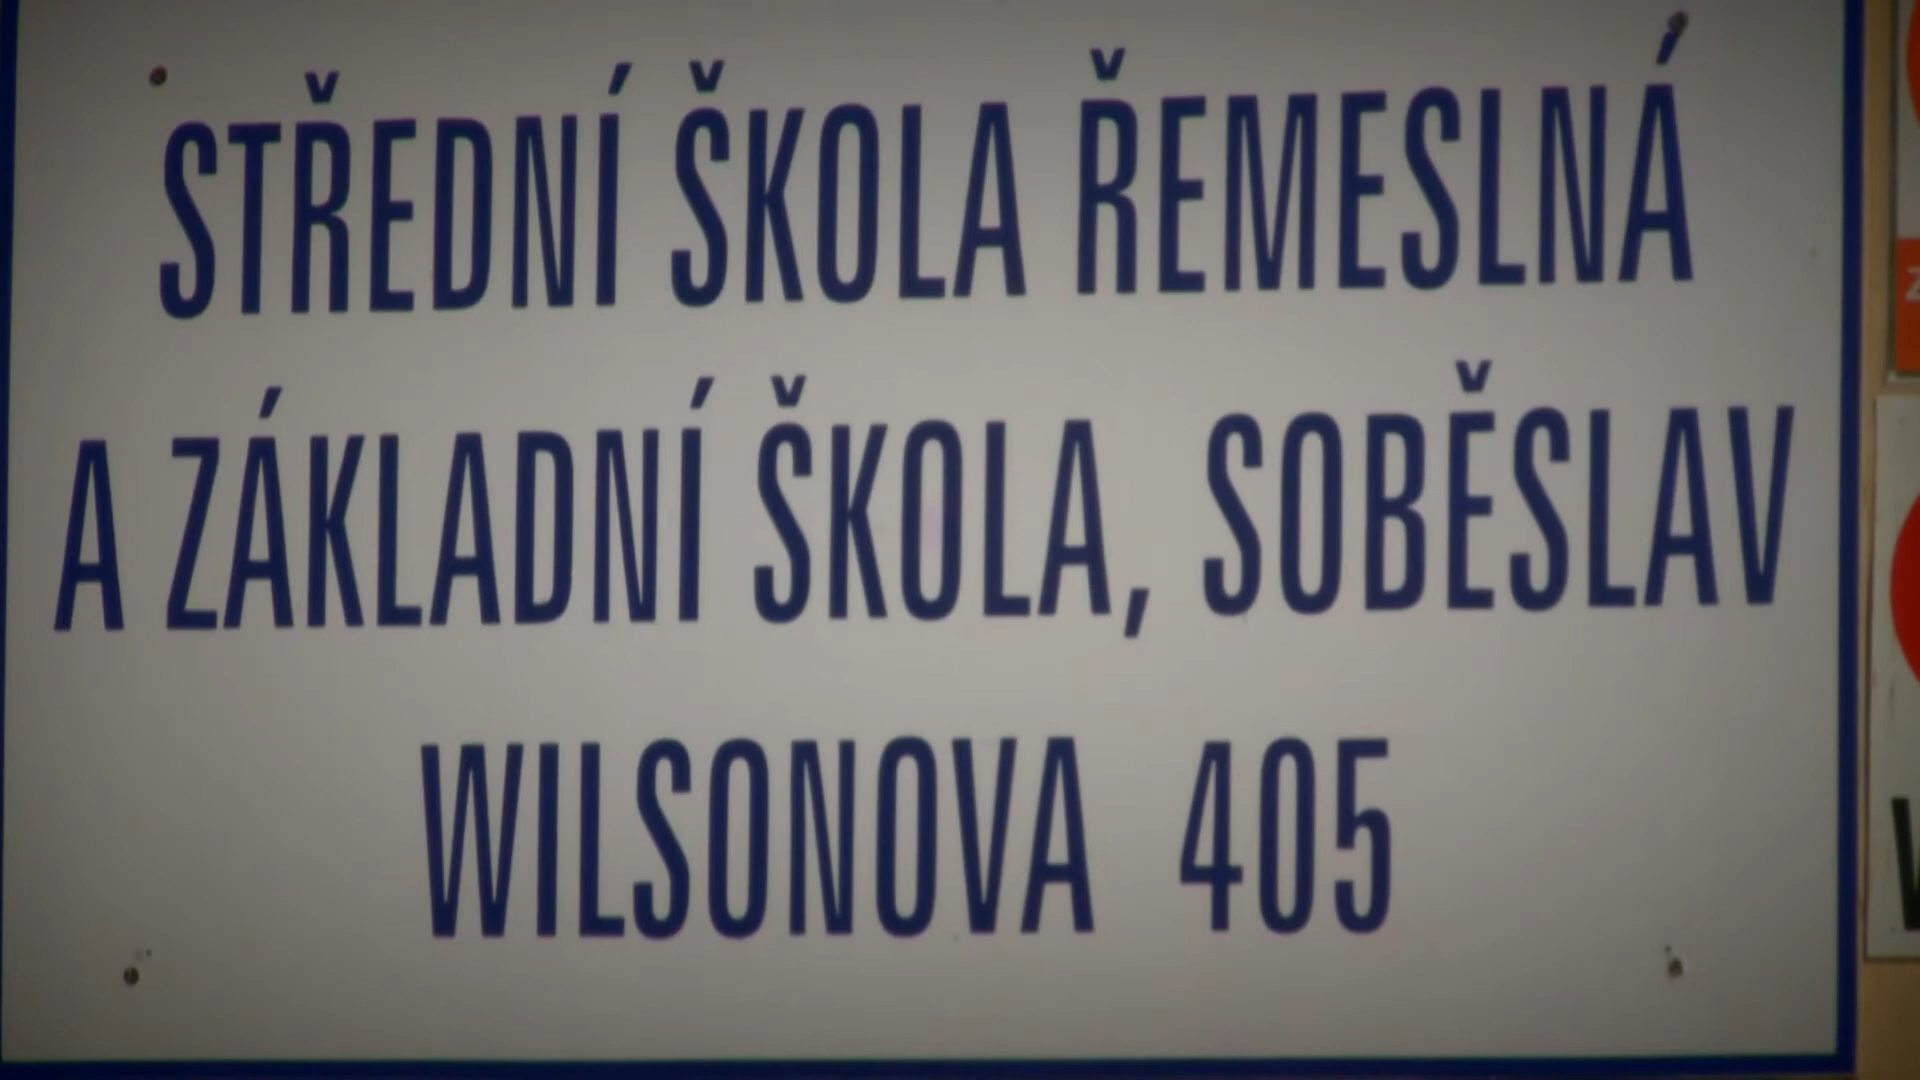 STŘEDNÍ ŠKOLA ŘEMESLNÁ
A ZÁKLADNÍ ŠKOLA, SOBĚSLAV
WILSONOVA 405